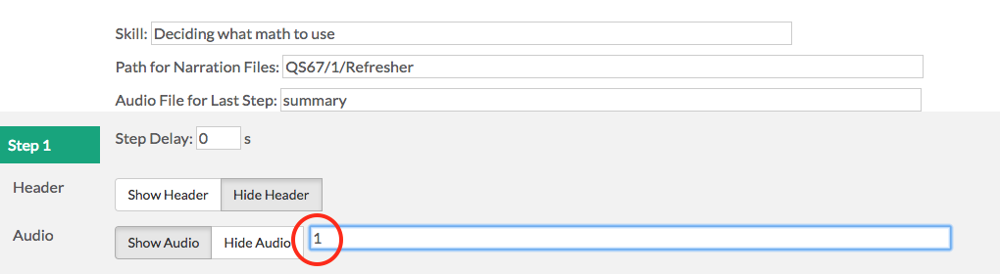 Skill: Deciding what math to use
Path for Narration Files: QS67/1/Refresher
Audio File for Last Step: summary
Step 1 Step Delay: 0 s
Header Show Header Hide Header
Audio Show Audio Hide Audio 1